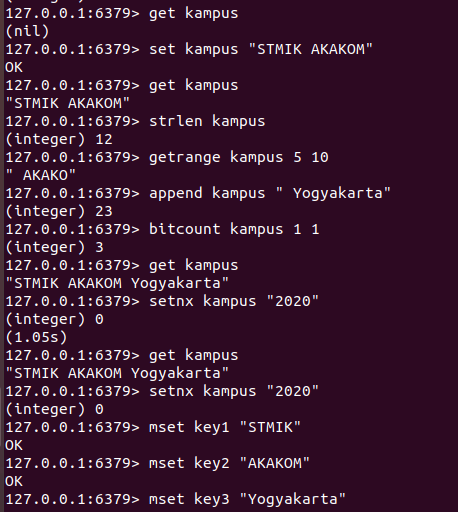 127.0.0.1:6379> get kampus
(nil)
127.0.0.1:6379> set kampus "STMIK AKAKOM"
OK
127.0.0.1:6379> get kampus
"STMIK AKAKOM"
127.0.0.1:6379> strlen kampus
(integer) 12
127.0.0.1:6379> getrange kampus 5 10
" AKAKO"
127.0.0.1:6379> append kampus " Yogyakarta"
(integer) 23
127.0.0.1:6379> bitcount kampus 1 1
(integer) 3
127.0.0.1:6379> get kampus
"STMIK AKAKOM Yogyakarta"
127.0.0.1:6379> setnx kampus "2020"
(integer) 0
(1.05s)
127.0.0.1:6379> get kampus
"STMIK AKAKOM Yogyakarta"
127.0.0.1:6379> setnx kampus "2020"
(integer) 0
127.0.0.1:6379> mset key1 "STMIK"
OK
127.0.0.1:6379> mset key2 "AKAKOM"
OK
127.0.0.1:6379> mset key3 "Yogyakarta"